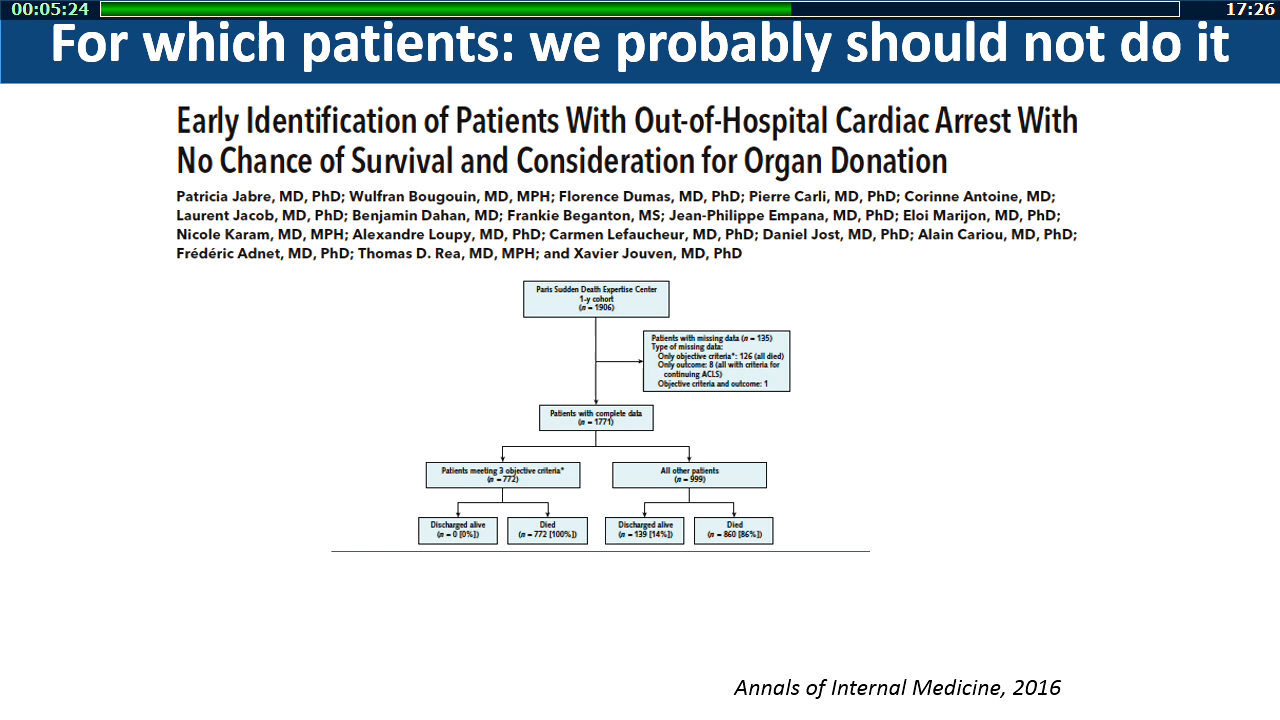 00:05:24
17:26
For which patients: we probably should not do it
Early Identification of Patients With Out-of-Hospital Cardiac Arrest With
No Chance of Survival and Consideration for Organ Donation
Patricia Jabre, MD, PhD; Wulfran Bougouin, MD, MPH; Florence Dumas, MD, PhD; Pierre Carli, MD, PhD; Corinne Antoine, MD;
Laurent Jacob, MD, PhD; Benjamin Dahan, MD; Frankie Beganton, MS; Jean-Philippe Empana, MD, PhD; Eloi Marijon, MD, PhD;
Nicole Karam, MD, MPH; Alexandre Loupy, MD, PhD; Carmen Lefaucheur, MD, PhD; Daniel Jost, MD, PhD; Alain Cariou, MD, PhD;
Frédéric Adnet, MD, PhD; Thomas D. Rea, MD, MPH; and Xavier Jouven, MD, PhD
Paris Sudden Death Expertise Center
1-y cohort
(n = 1906)
Patients with missing data (n = 135)
Type of missing data:
Only objective criteria*: 126 (all died)
Only outcome: 8 (all with criteria for
continuing ACLS)
Objective criteria and outcome: 1
Patients with complete data
(n = 1771)
Patients meeting 3 objective criteria*
(n = 772)
All other patients
(n = 999)
Discharged alive
(n = 0 [0%])
Died
(n = 772 [100%])
Discharged alive
(n = 139 [14%])
Died
(n = 860 [86%])
Annals of Internal Medicine, 2016